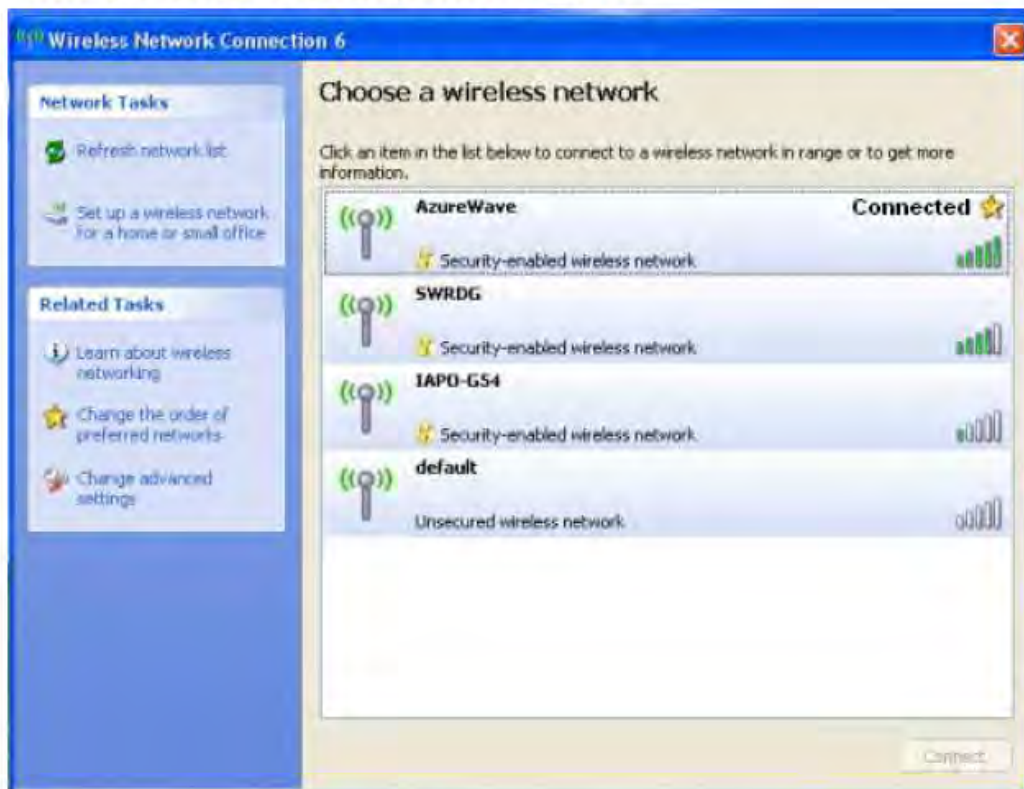 Wireless Network Connection 6
Network Tasks
Refresh network list
Set up a wireless network
for a home or small office
Related Tasks
Learn about wireless
networking
Change the order of
preferred networks
Change advanced
settings
Choose a wireless network
Click an item in the list below to connect to a wireless network in range or to get more
information.
AzureWave Connected
Security-enabled wireless network
SWRDG
Security-enabled wireless network
IAPO-G54
Security-enabled wireless network
default
Unsecured wireless network
Connect